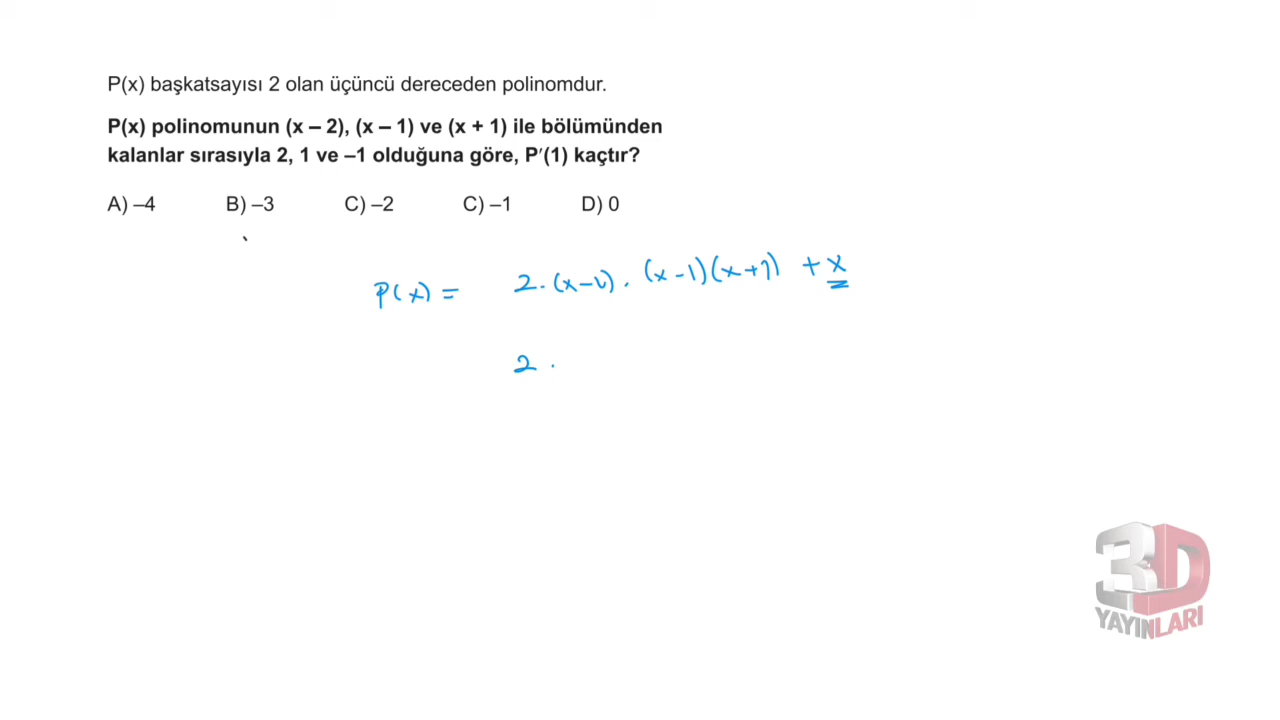 P(x) başkatsayısı 2 olan üçüncü dereceden polinomdur.
P(x) polinomunun (x – 2), (x – 1) ve (x + 1) ile bölümünden
kalanlar sırasıyla 2, 1 ve –1 olduğuna göre, P′(1) kaçtır?
A) –4 B) –3 C) –2 C) –1 D) 0
P(x) = 2·(x-2)·(x-1)(x+1) + x
2 ·
3D
YAYINLARI